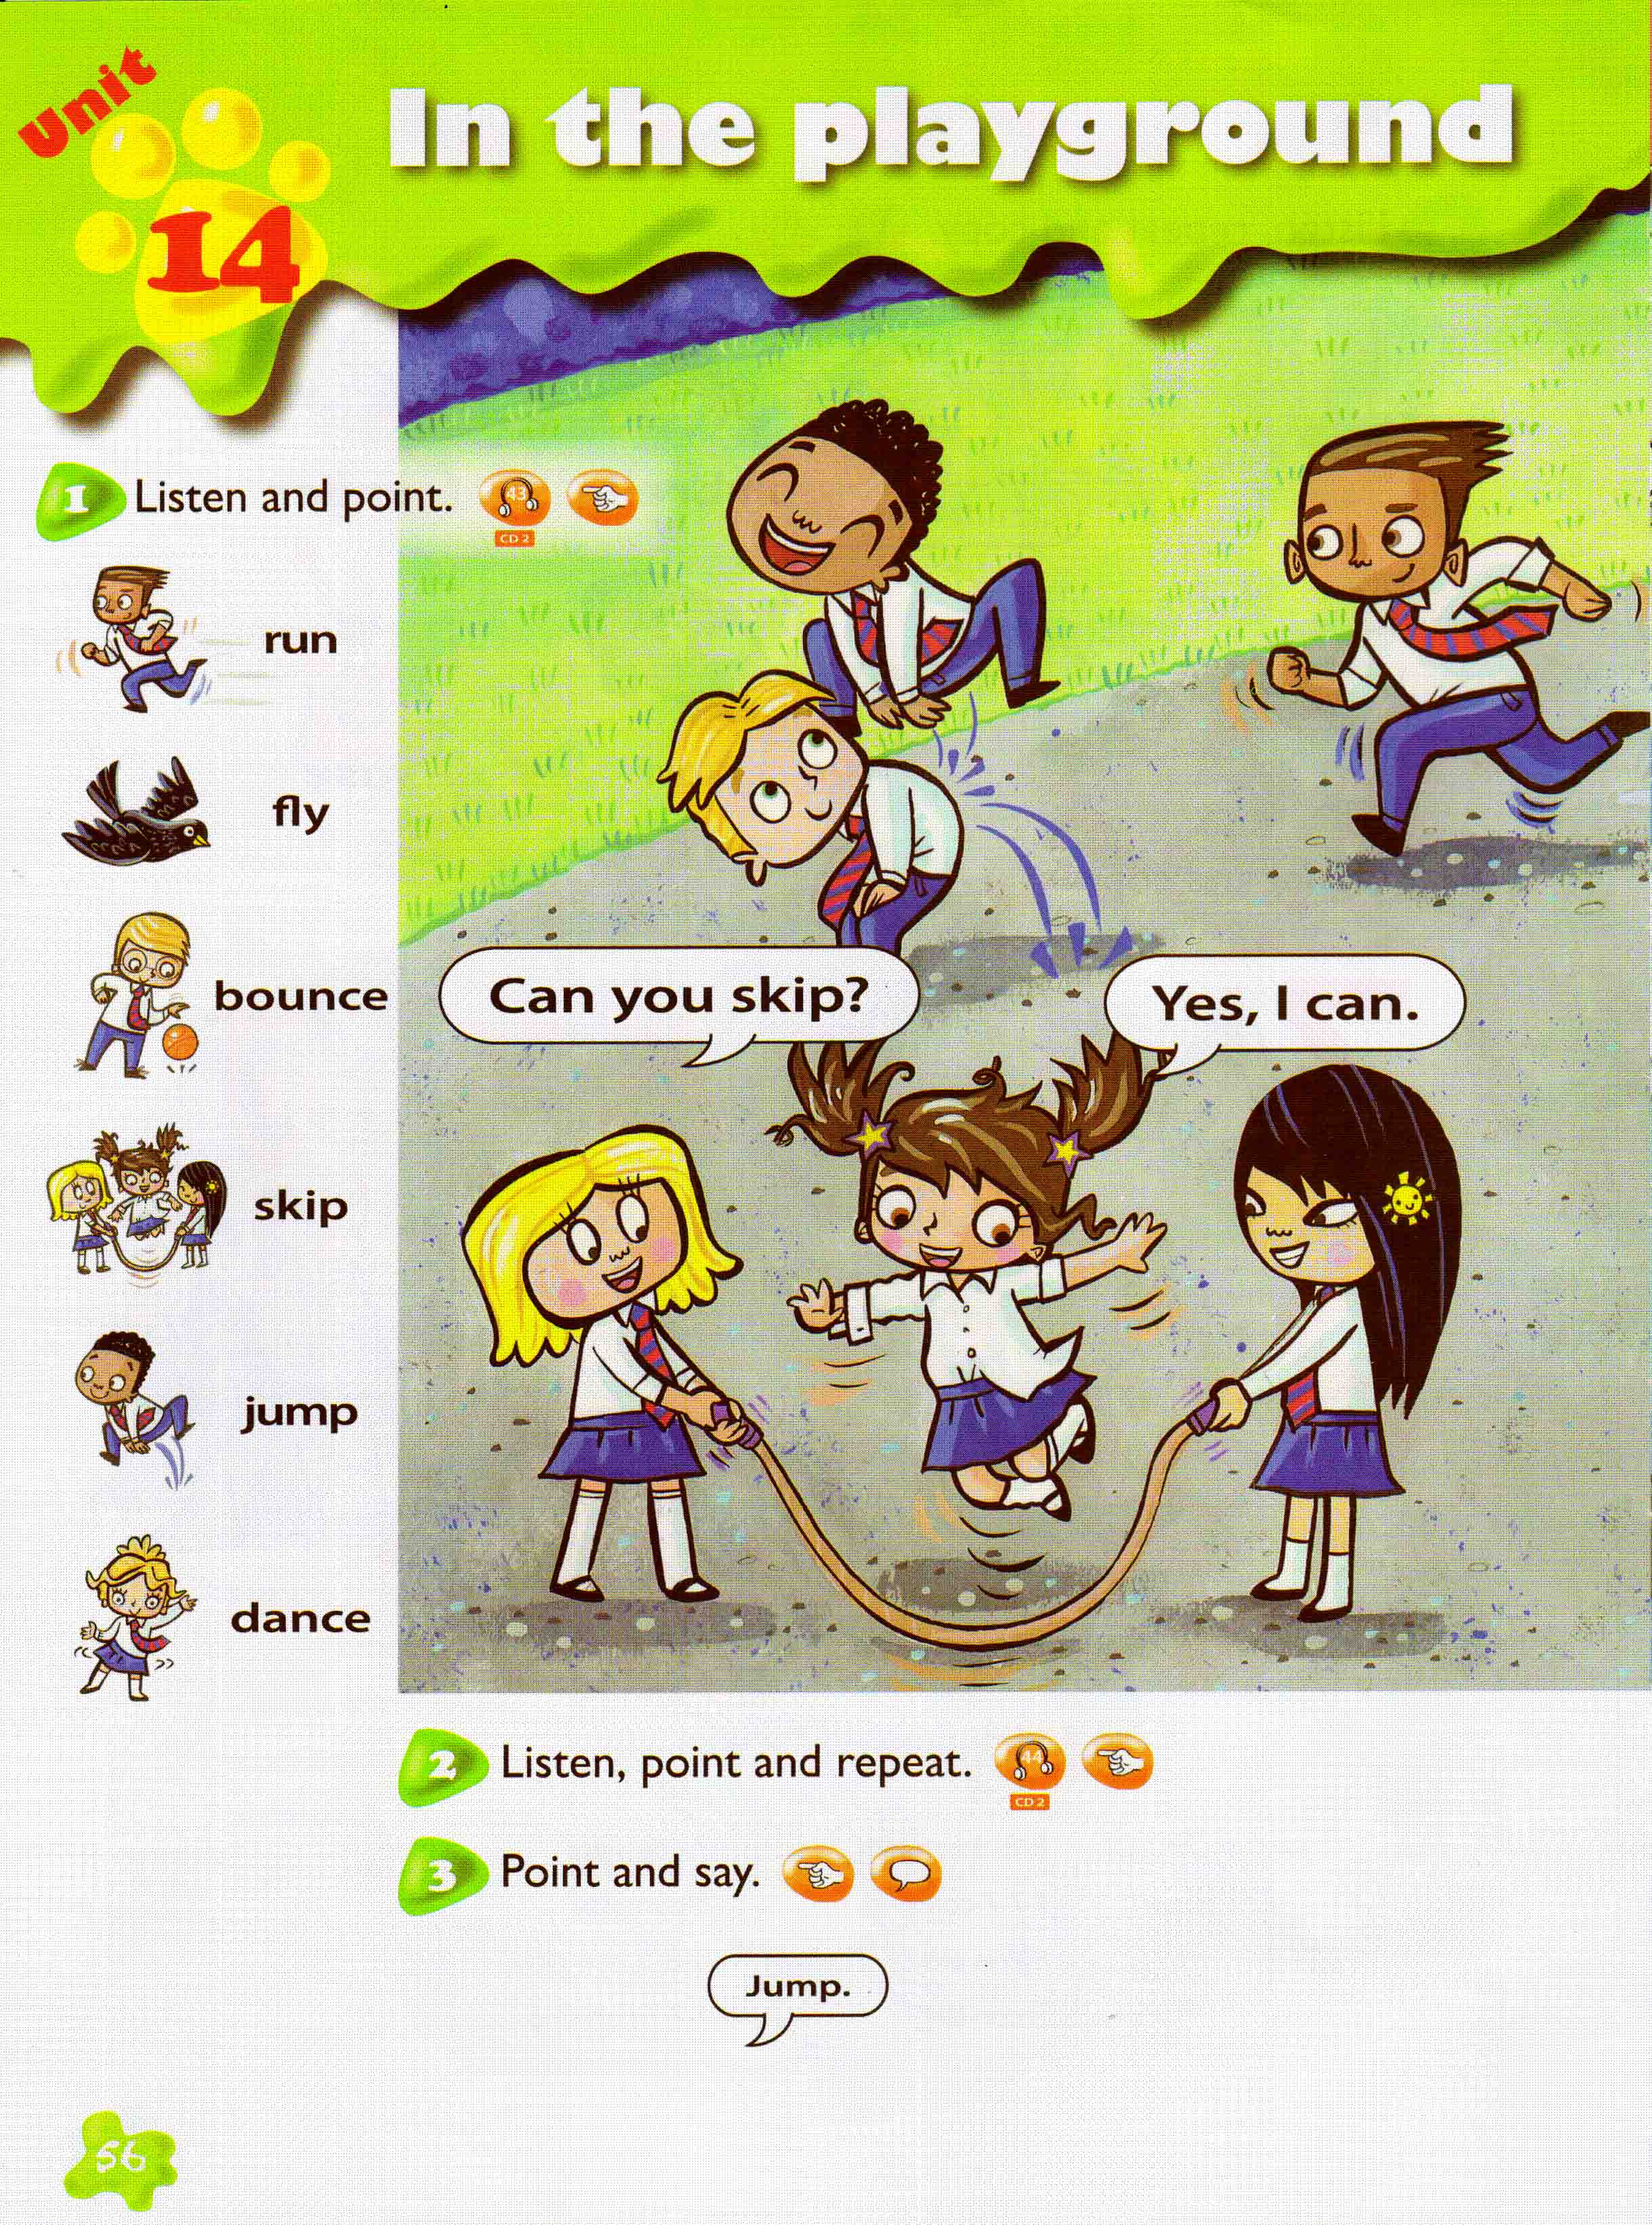 Unit
14
In the playground
1 Listen and point.
43
CD 2
run
fly
bounce
skip
jump
dance
Can you skip?
Yes, I can.
2 Listen, point and repeat.
44
CD 2
3 Point and say.
Jump.
56